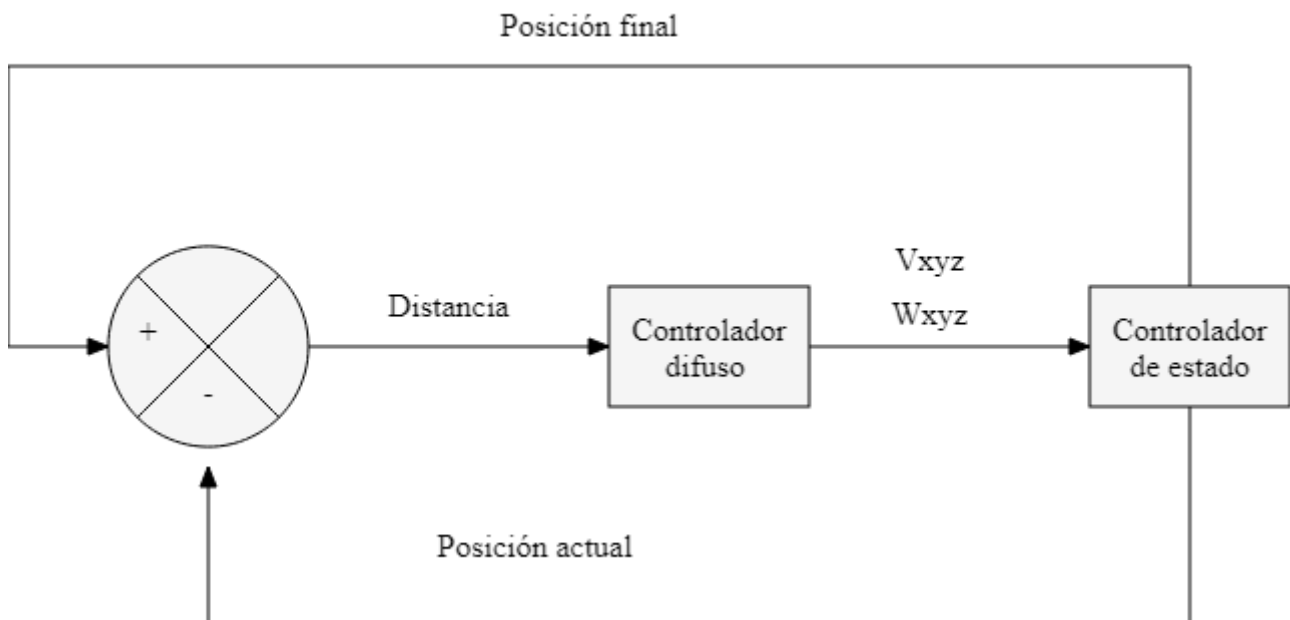 Posición final
Vxyz
Wxyz
Distancia
+
-
Controlador
difuso
Controlador
de estado
Posición actual